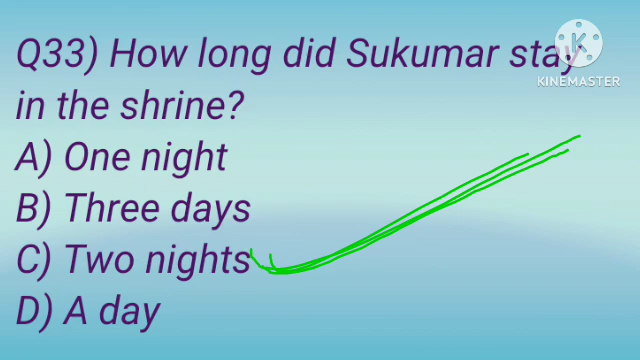 Q33) How long did Sukumar stay
in the shrine?
A) One night
B) Three days
C) Two nights
D) A day
K
KINEMASTER